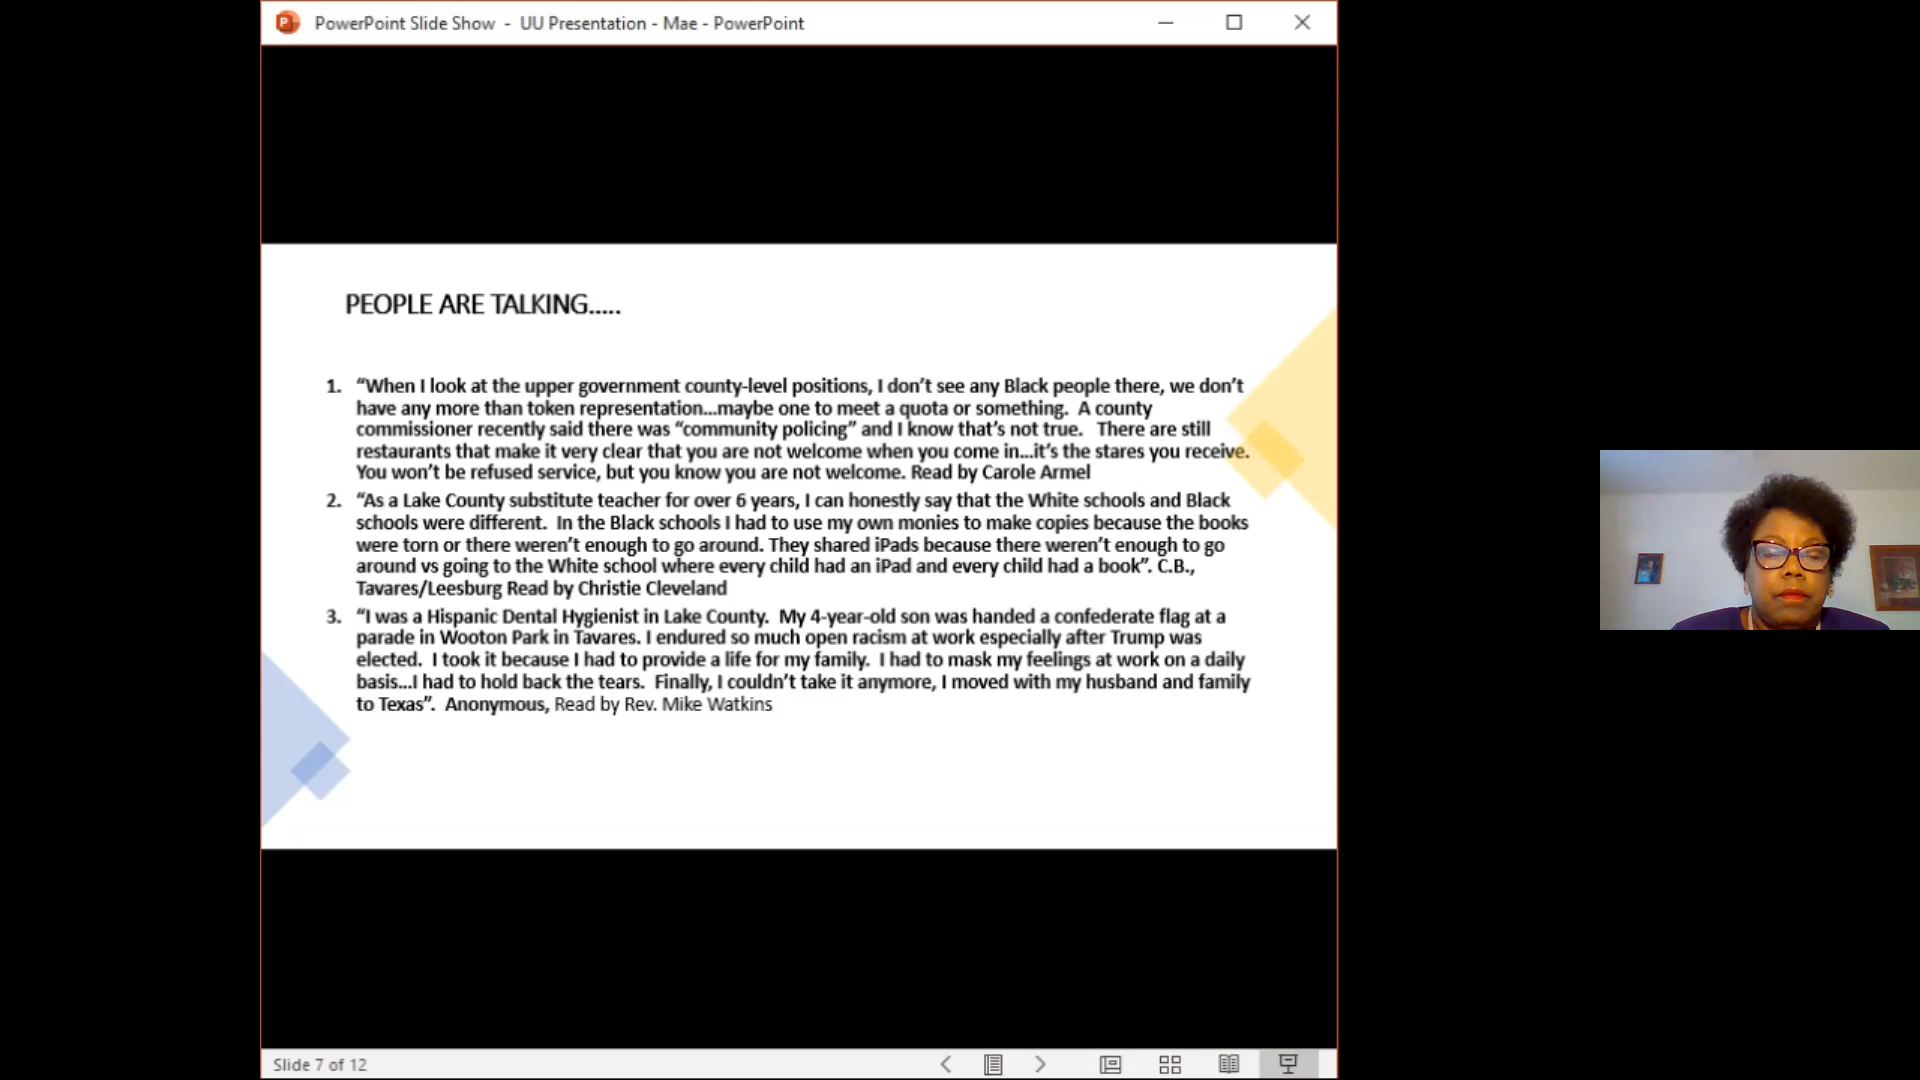 PowerPoint Slide Show - UU Presentation - Mae - PowerPoint
PEOPLE ARE TALKING.....
1. “When I look at the upper government county-level positions, I don’t see any Black people there, we don’t
have any more than token representation...maybe one to meet a quota or something. A county
commissioner recently said there was “community policing” and I know that’s not true. There are still
restaurants that make it very clear that you are not welcome when you come in...it’s the stares you receive.
You won’t be refused service, but you know you are not welcome. Read by Carole Armel
2. “As a Lake County substitute teacher for over 6 years, I can honestly say that the White schools and Black
schools were different. In the Black schools I had to use my own monies to make copies because the books
were torn or there weren’t enough to go around. They shared iPads because there weren’t enough to go
around vs going to the White school where every child had an iPad and every child had a book”. C.B.,
Tavares/Leesburg Read by Christie Cleveland
3. “I was a Hispanic Dental Hygienist in Lake County. My 4-year-old son was handed a confederate flag at a
parade in Wooton Park in Tavares. I endured so much open racism at work especially after Trump was
elected. I took it because I had to provide a life for my family. I had to mask my feelings at work on a daily
basis...I had to hold back the tears. Finally, I couldn’t take it anymore, I moved with my husband and family
to Texas”. Anonymous, Read by Rev. Mike Watkins
Slide 7 of 12